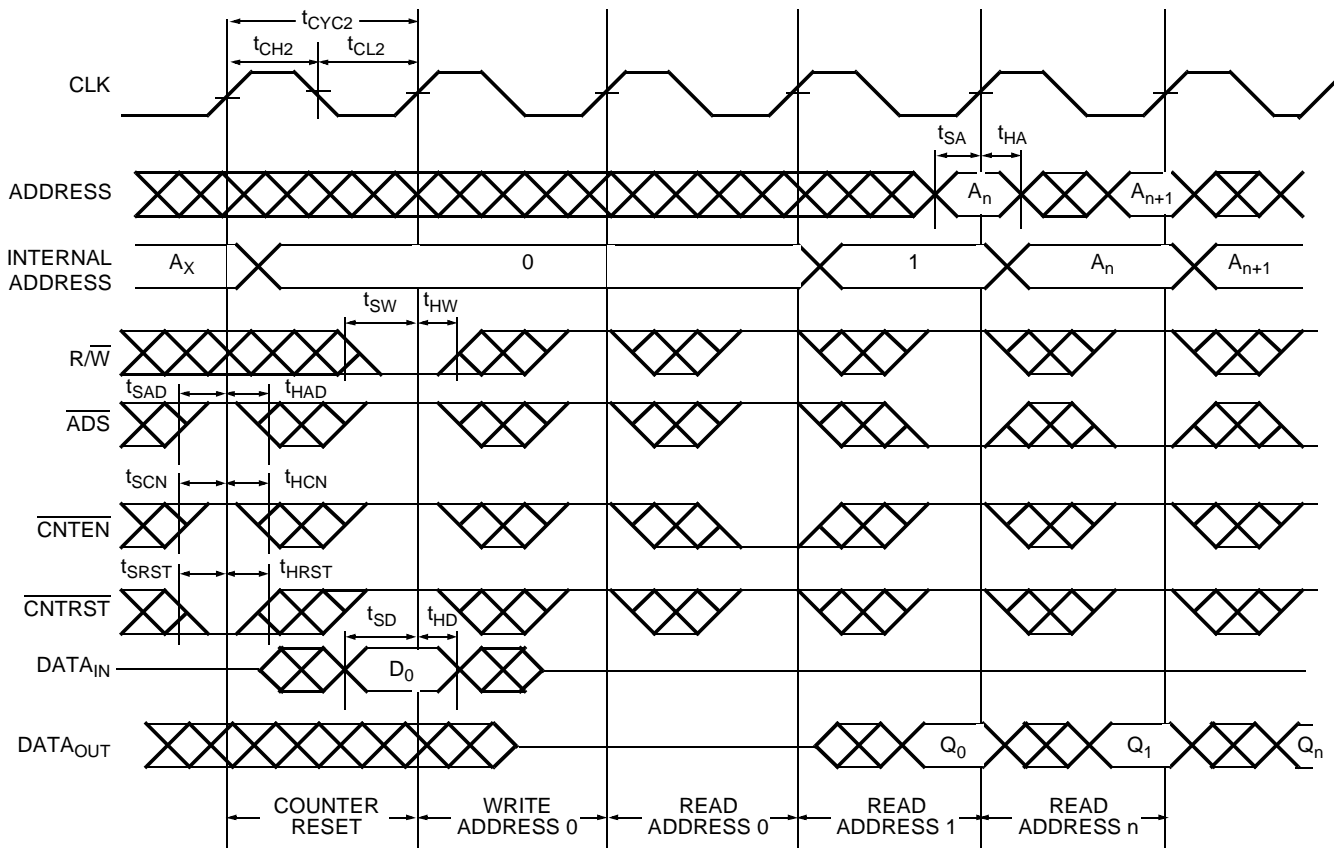 tCYC2
tCH2 tCL2
CLK
tSA tHA
ADDRESS An An+1
INTERNAL
ADDRESS
AX 0 1 An An+1
tSW tHW
R/W
tSAD tHAD
ADS
tSCN tHCN
CNTEN
tSRST tHRST
CNTRST
tSD tHD
DATAIN D0
DATAOUT Q0 Q1 Qn
COUNTER
RESET
WRITE
ADDRESS 0
READ
ADDRESS 0
READ
ADDRESS 1
READ
ADDRESS n